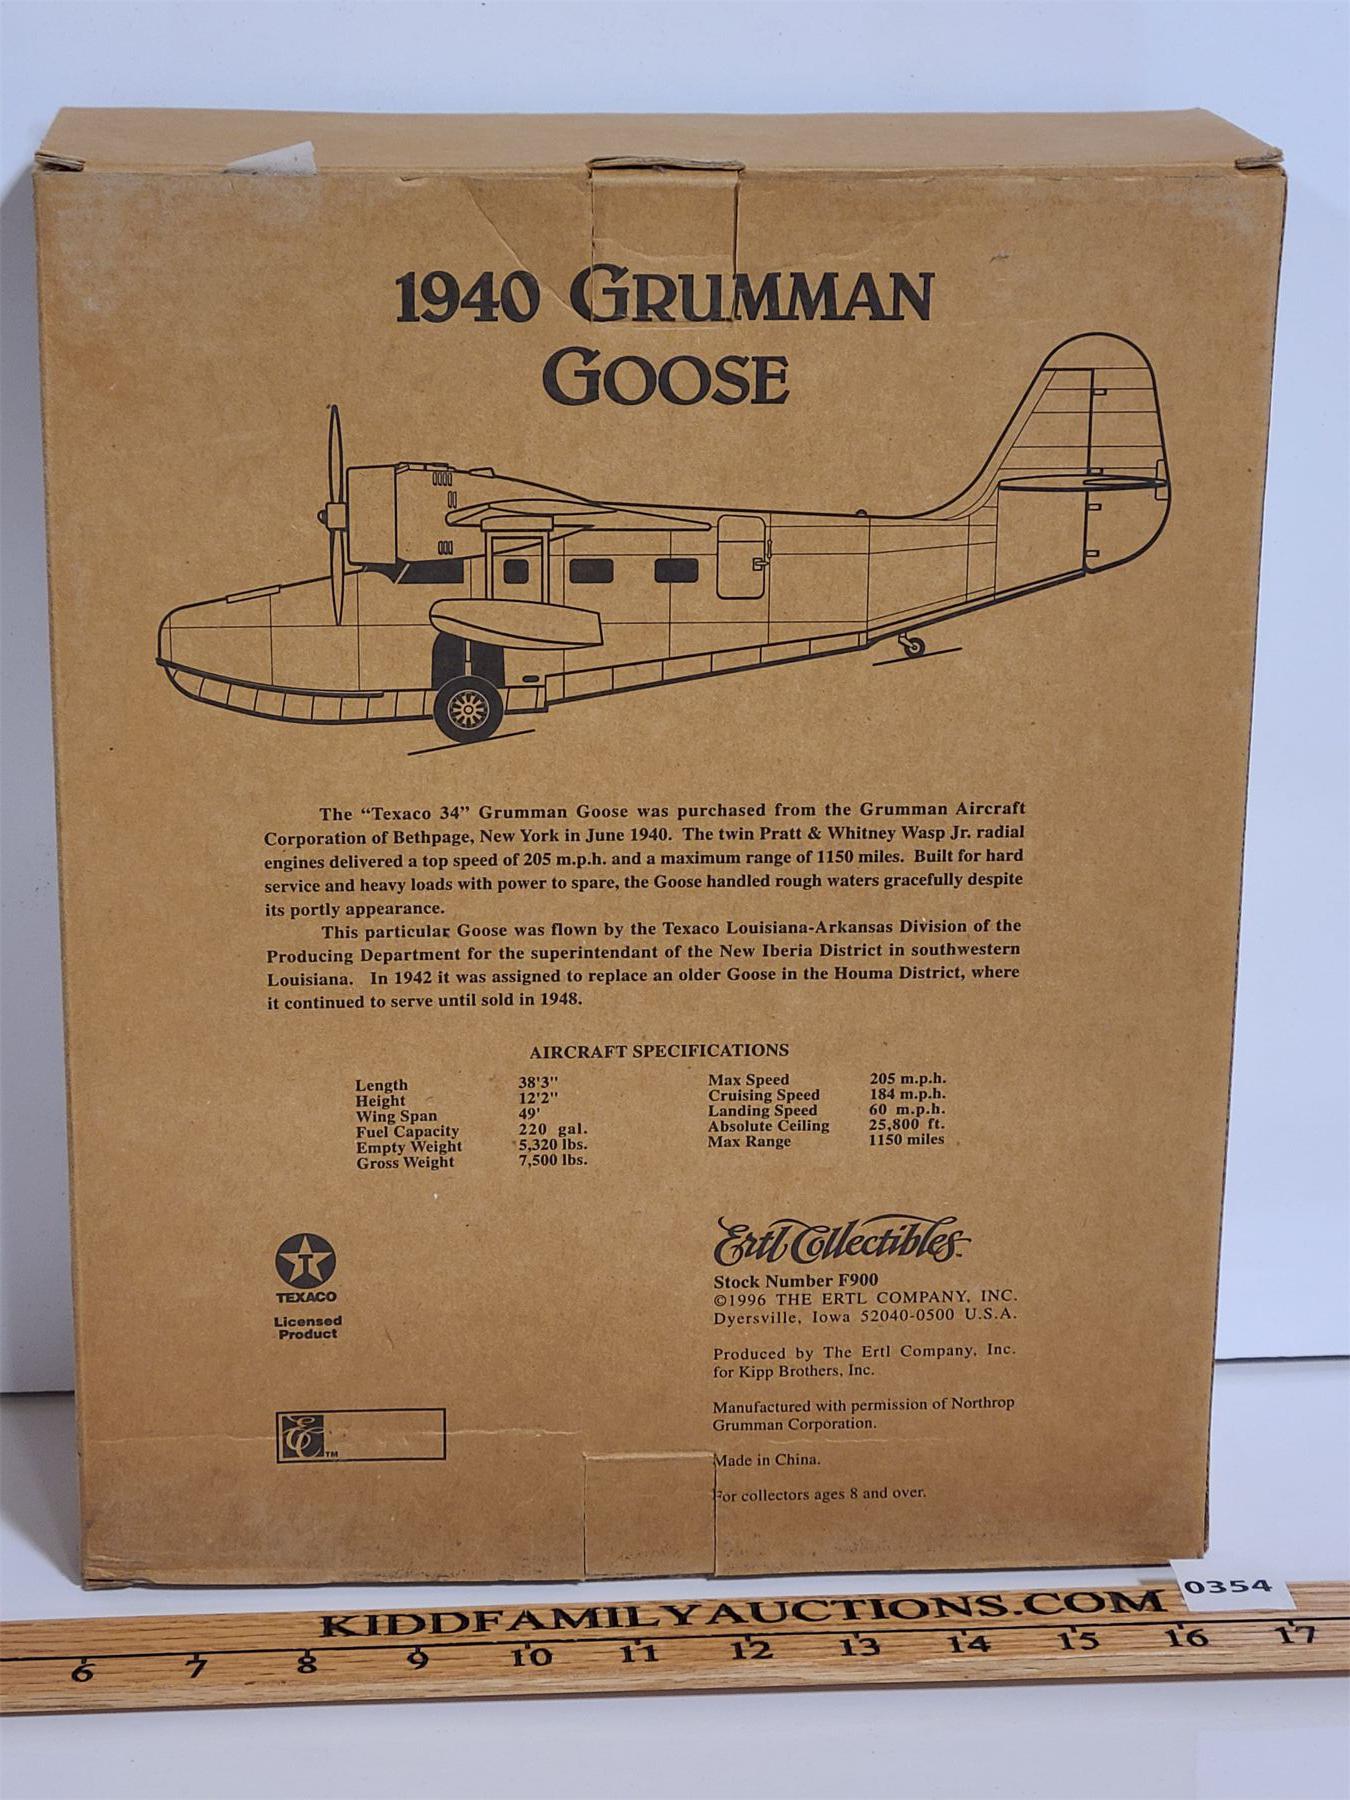 1940 GRUMMAN
GOOSE
The “Texaco 34” Grumman Goose was purchased from the Grumman Aircraft
Corporation of Bethpage, New York in June 1940. The twin Pratt & Whitney Wasp Jr. radial
engines delivered a top speed of 205 m.p.h. and a maximum range of 1150 miles. Built for hard
service and heavy loads with power to spare, the Goose handled rough waters gracefully despite
its portly appearance.
This particular Goose was flown by the Texaco Louisiana-Arkansas Division of the
Producing Department for the superintendant of the New Iberia District in southwestern
Louisiana. In 1942 it was assigned to replace an older Goose in the Houma District, where
it continued to serve until sold in 1948.
AIRCRAFT SPECIFICATIONS
Length 38'3"
Height 12'2"
Wing Span 49'
Fuel Capacity 220 gal.
Empty Weight 5,320 lbs.
Gross Weight 7,500 lbs.
Max Speed 205 m.p.h.
Cruising Speed 184 m.p.h.
Landing Speed 60 m.p.h.
Absolute Ceiling 25,800 ft.
Max Range 1150 miles
T
TEXACO
Licensed
Product
EC™
Ertl Collectibles™
Stock Number F900
©1996 THE ERTL COMPANY, INC.
Dyersville, Iowa 52040-0500 U.S.A.
Produced by The Ertl Company, Inc.
for Kipp Brothers, Inc.
Manufactured with permission of Northrop
Grumman Corporation.
Made in China.
For collectors ages 8 and over.
0354
KIDDFAMILYAUCTIONS.COM
6 7 8 9 10 11 12 13 14 15 16 17